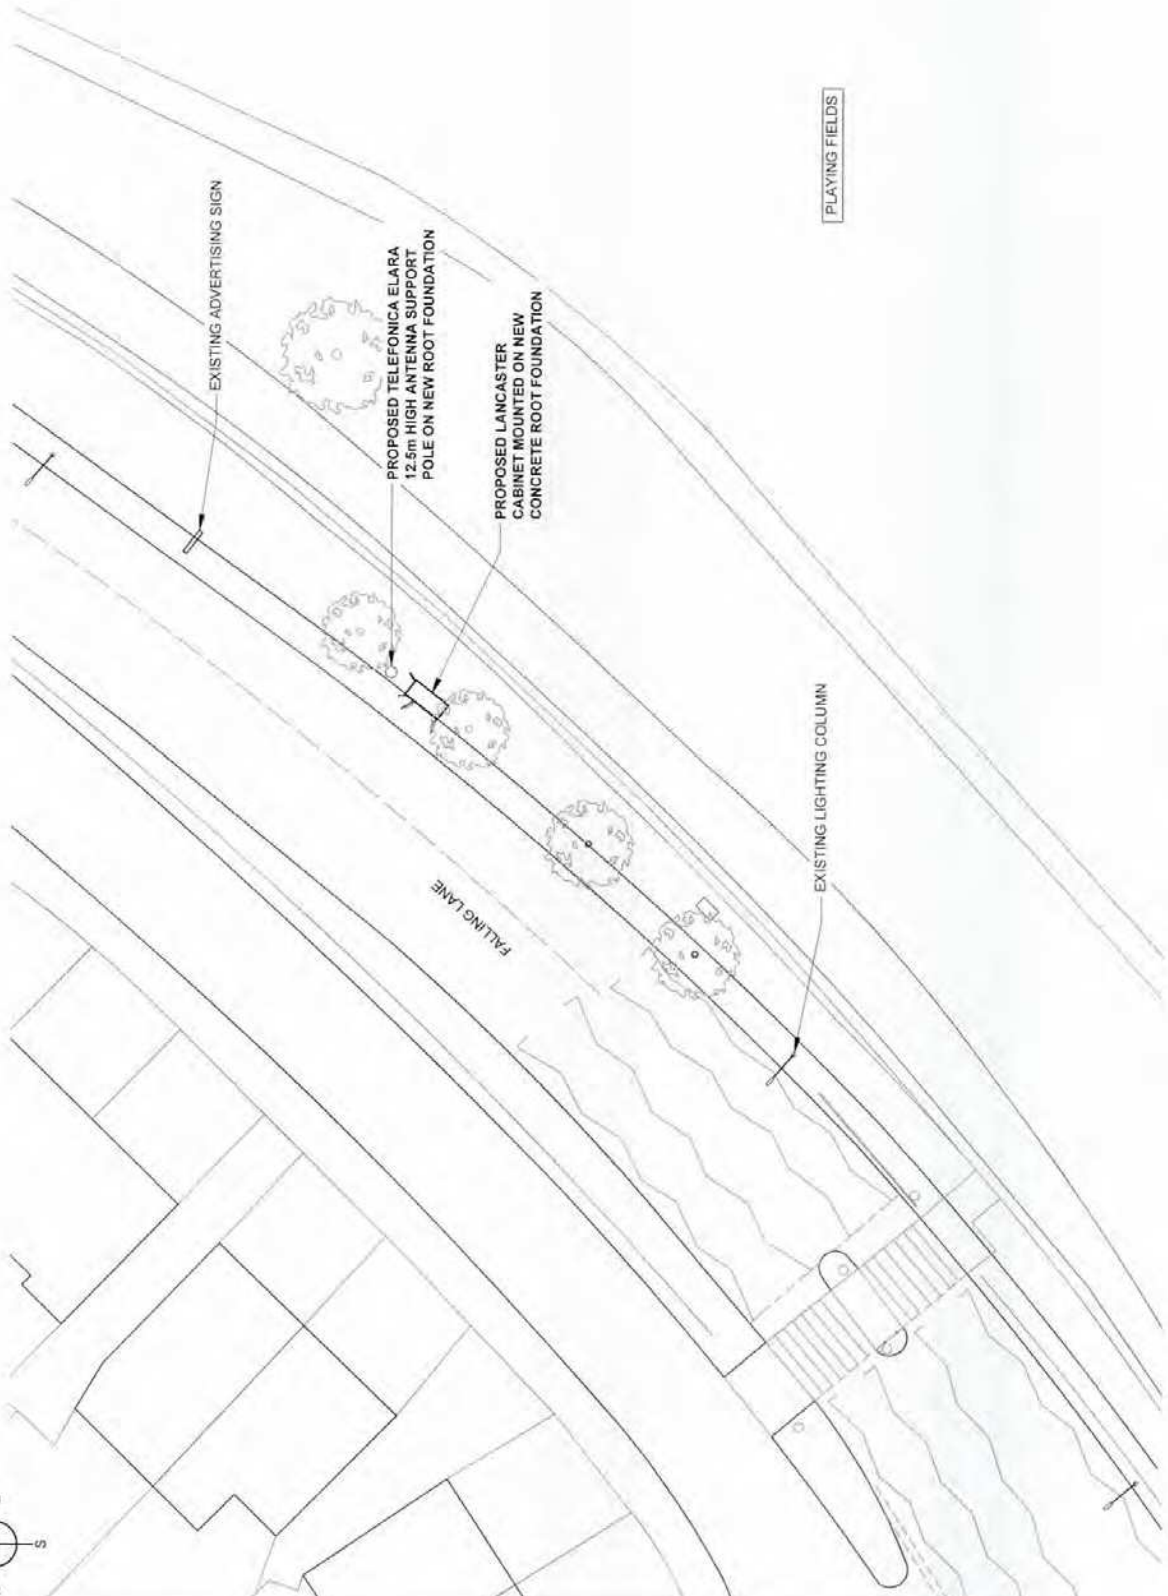 EXISTING ADVERTISING SIGN
PROPOSED TELEFONICA ELARA
12.5m HIGH ANTENNA SUPPORT
POLE ON NEW ROOT FOUNDATION
PROPOSED LANCASTER
CABINET MOUNTED ON NEW
CONCRETE ROOT FOUNDATION
PLAYING FIELDS
FALLING LANE
EXISTING LIGHTING COLUMN
S